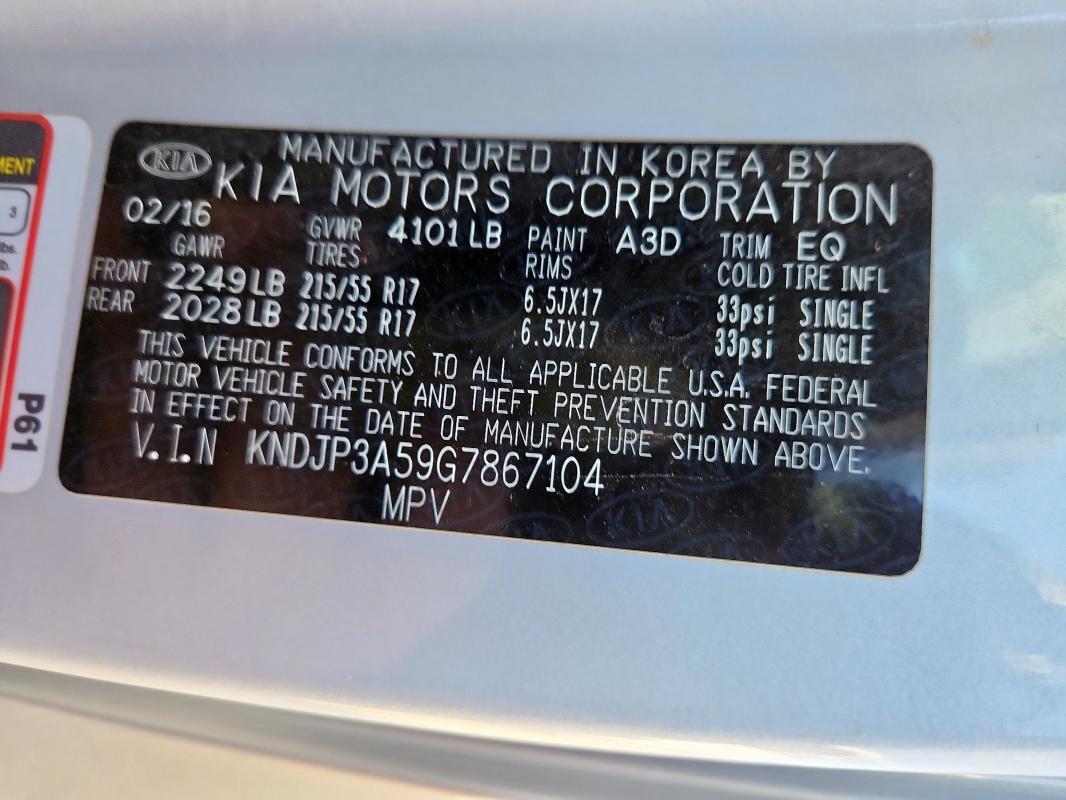 MENT
3
lbs.
lb.
P61
KIA
MANUFACTURED IN KOREA BY
KIA MOTORS CORPORATION
02/16 GVWR 4101 LB PAINT A3D TRIM EQ
GAWR TIRES RIMS COLD TIRE INFL
FRONT 2249LB 215/55 R17 6.5JX17 33psi SINGLE
REAR 2028LB 215/55 R17 6.5JX17 33psi SINGLE
THIS VEHICLE CONFORMS TO ALL APPLICABLE U.S.A. FEDERAL
MOTOR VEHICLE SAFETY AND THEFT PREVENTION STANDARDS
IN EFFECT ON THE DATE OF MANUFACTURE SHOWN ABOVE.
V.I.N KNDJP3A59G7867104
MPV